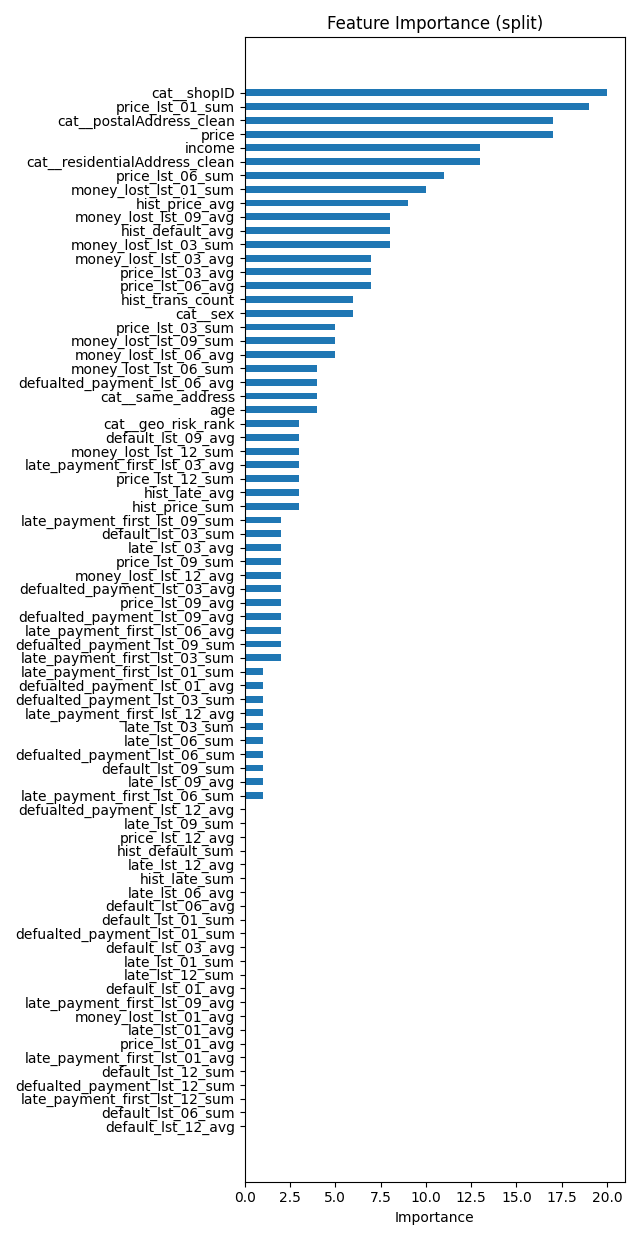 Feature Importance (split)
cat__shopID
price_lst_01_sum
cat__postalAddress_clean
price
income
cat__residentialAddress_clean
price_lst_06_sum
money_lost_lst_01_sum
hist_price_avg
money_lost_lst_09_avg
hist_default_avg
money_lost_lst_03_sum
money_lost_lst_03_avg
price_lst_03_avg
price_lst_06_avg
hist_trans_count
cat__sex
price_lst_03_sum
money_lost_lst_09_sum
money_lost_lst_06_avg
money_lost_lst_06_sum
defualted_payment_lst_06_avg
cat__same_address
age
cat__geo_risk_rank
default_lst_09_avg
money_lost_lst_12_sum
late_payment_first_lst_03_avg
price_lst_12_sum
hist_late_avg
hist_price_sum
late_payment_first_lst_09_sum
default_lst_03_sum
late_lst_03_avg
price_lst_09_sum
money_lost_lst_12_avg
defualted_payment_lst_03_avg
price_lst_09_avg
defualted_payment_lst_09_avg
late_payment_first_lst_06_avg
defualted_payment_lst_09_sum
late_payment_first_lst_03_sum
late_payment_first_lst_01_sum
defualted_payment_lst_01_avg
defualted_payment_lst_03_sum
late_payment_first_lst_12_avg
late_lst_03_sum
late_lst_06_sum
defualted_payment_lst_06_sum
default_lst_09_sum
late_lst_09_avg
late_payment_first_lst_06_sum
defualted_payment_lst_12_avg
late_lst_09_sum
price_lst_12_avg
hist_default_sum
late_lst_12_avg
hist_late_sum
late_lst_06_avg
default_lst_06_avg
default_lst_01_sum
defualted_payment_lst_01_sum
default_lst_03_avg
late_lst_01_sum
late_lst_12_sum
default_lst_01_avg
late_payment_first_lst_09_avg
money_lost_lst_01_avg
late_lst_01_avg
price_lst_01_avg
late_payment_first_lst_01_avg
default_lst_12_sum
defualted_payment_lst_12_sum
late_payment_first_lst_12_sum
default_lst_06_sum
default_lst_12_avg
0.0 2.5 5.0 7.5 10.0 12.5 15.0 17.5 20.0
Importance